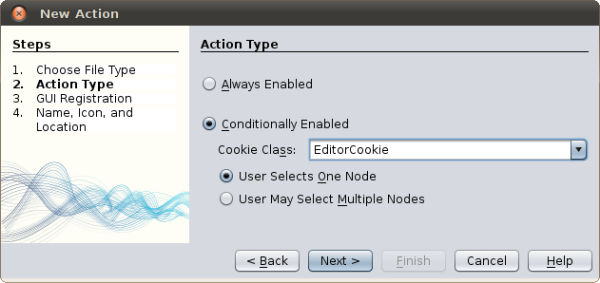 New Action
Steps
1. Choose File Type
2. Action Type
3. GUI Registration
4. Name, Icon, and
Location
Action Type
Always Enabled
Conditionally Enabled
Cookie Class: EditorCookie
User Selects One Node
User May Select Multiple Nodes
< Back Next > Finish Cancel Help